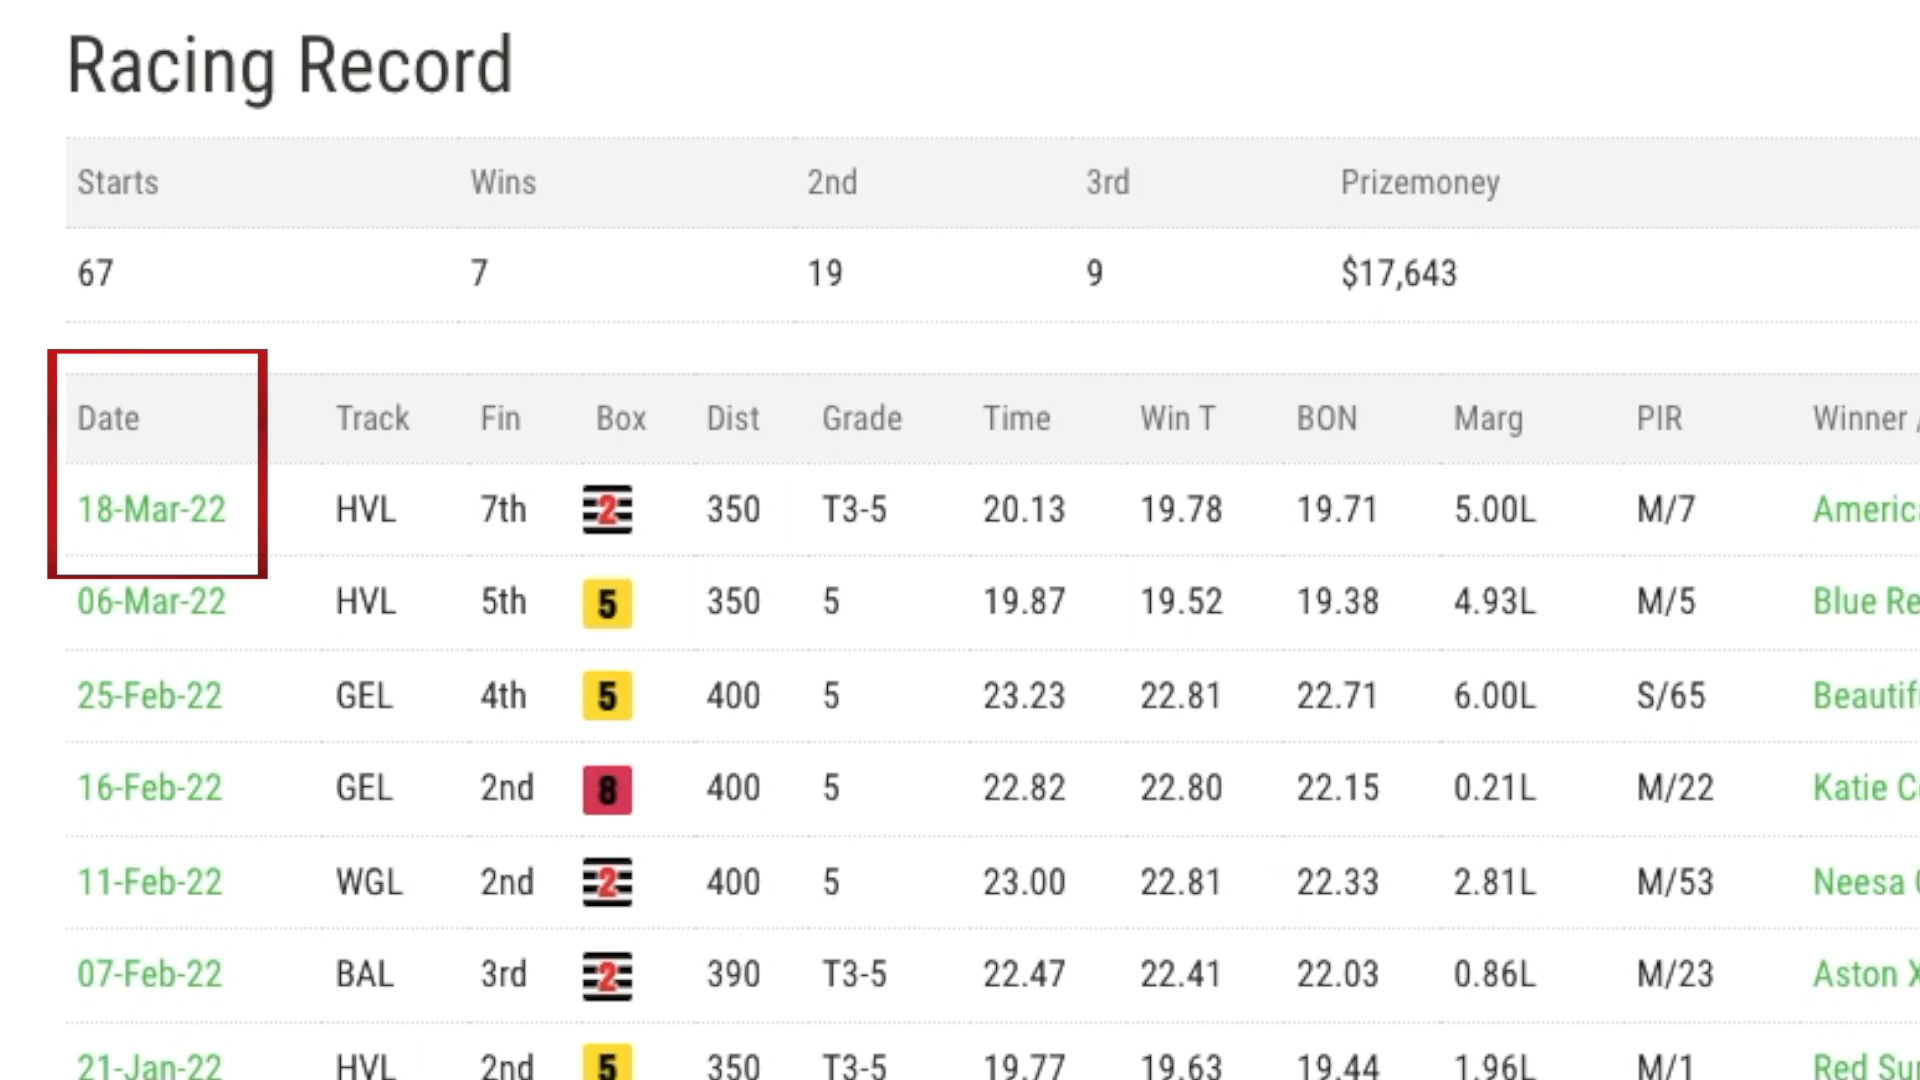 Racing Record
Starts Wins 2nd 3rd Prizemoney
67 7 19 9 $17,643
Date Track Fin Box Dist Grade Time Win T BON Marg PIR Winner
18-Mar-22 HVL 7th 2 350 T3-5 20.13 19.78 19.71 5.00L M/7
06-Mar-22 HVL 5th 5 350 5 19.87 19.52 19.38 4.93L M/5 Blue
25-Feb-22 GEL 4th 5 400 5 23.23 22.81 22.71 6.00L S/65
16-Feb-22 GEL 2nd 8 400 5 22.82 22.80 22.15 0.21L M/22 Katie
11-Feb-22 WGL 2nd 2 400 5 23.00 22.81 22.33 2.81L M/53 Neesa
07-Feb-22 BAL 3rd 2 390 T3-5 22.47 22.41 22.03 0.86L M/23 Aston
21-Jan-22 HVL 2nd 5 350 T3-5 19.77 19.63 19.44 1.96L M/1 Red